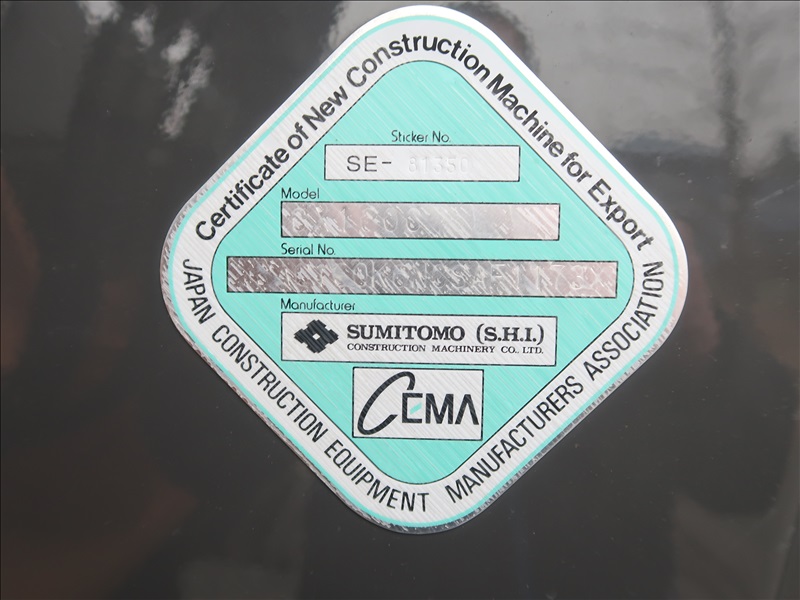 Certificate of New Construction Machine for Export
Sticker No.
SE-
Model
Serial No.
Manufacturer
SUMITOMO (S.H.I.)
CONSTRUCTION MACHINERY CO., LTD.
CEMA
JAPAN CONSTRUCTION EQUIPMENT MANUFACTURERS ASSOCIATION